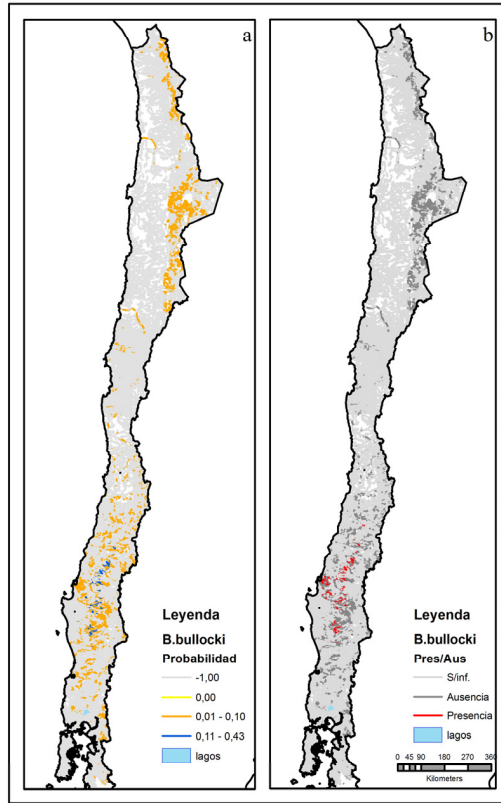 a
Leyenda
B.bullocki
Probabilidad
-1,00
0,00
0,01 - 0,10
0,11 - 0,43
lagos
b
Leyenda
B.bullocki
Pres/Aus
S/inf.
Ausencia
Presencia
lagos
0 45 90 180 270 360
Kilometers